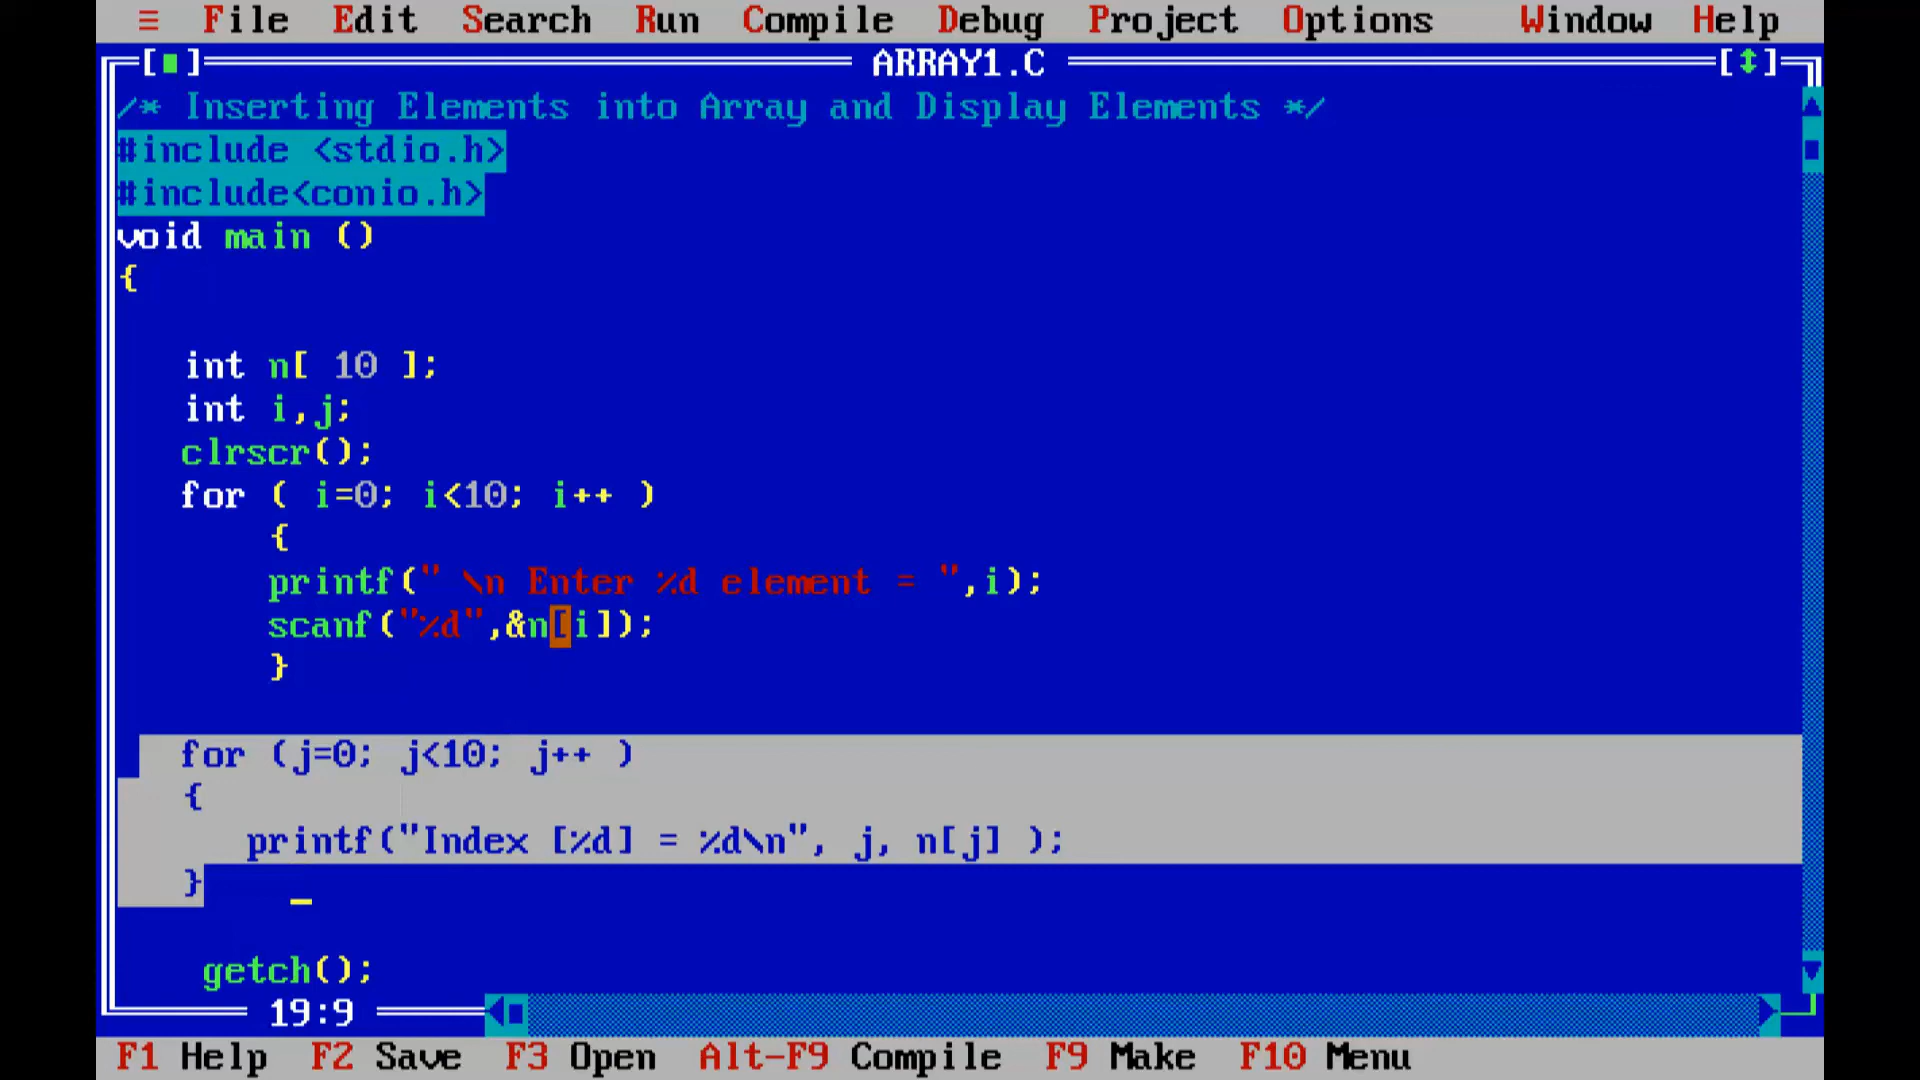 ≡ File Edit Search Run Compile Debug Project Options Window Help
[■] ARRAY1.C [↕]
/* Inserting Elements into Array and Display Elements */
#include <stdio.h>
#include<conio.h>
void main ()
{
int n[ 10 ];
int i,j;
clrscr();
for ( i=0; i<10; i++ )
{
printf(" \n Enter %d element = ",i);
scanf("%d",&n[i]);
}
for (j=0; j<10; j++ )
{
printf("Index [%d] = %d\n", j, n[j] );
}
getch();
19:9
F1 Help F2 Save F3 Open Alt-F9 Compile F9 Make F10 Menu